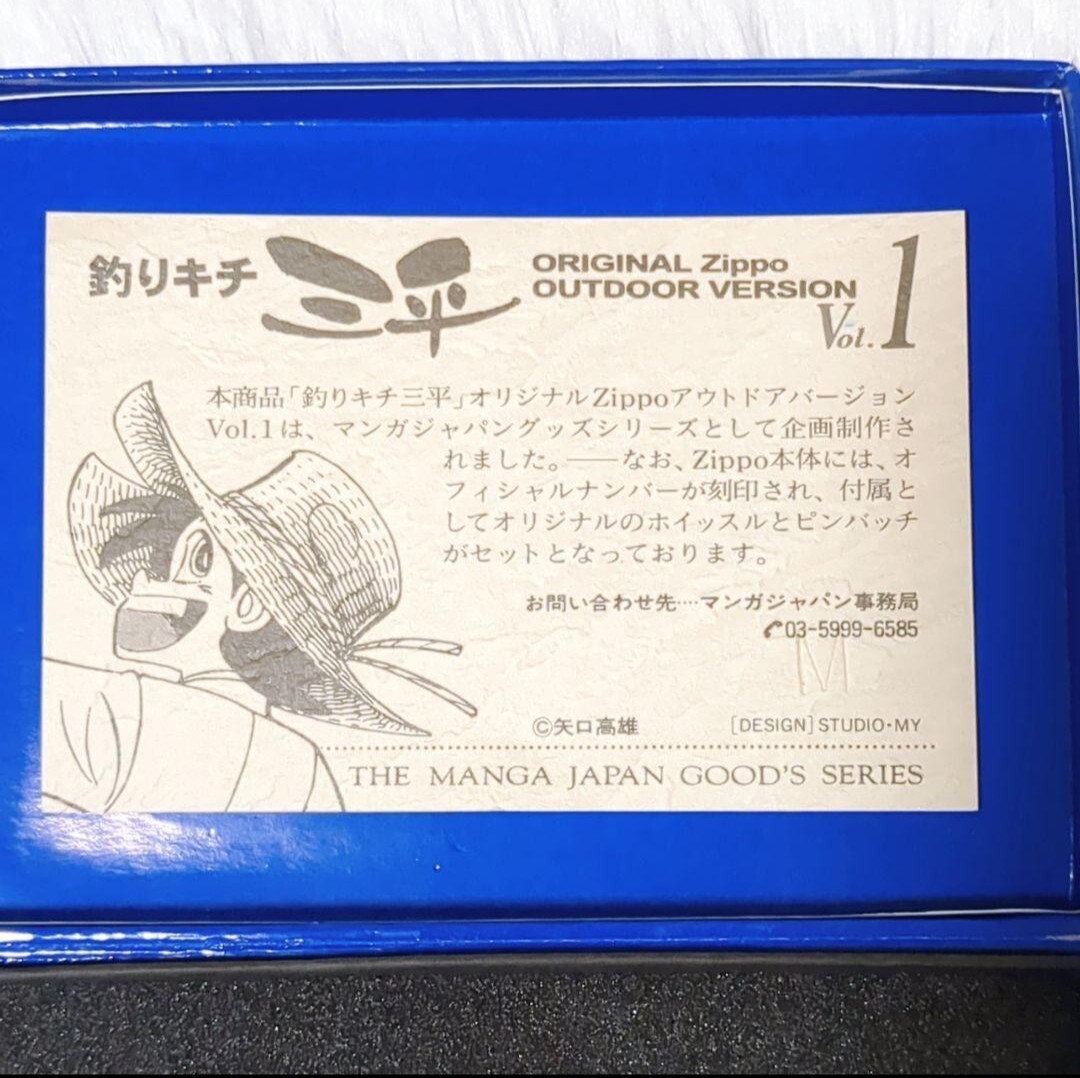 釣りキチ三平
ORIGINAL Zippo
OUTDOOR VERSION
Vol.1
本商品「釣りキチ三平」オリジナルZippoアウトドアバージョン
Vol.1は、マンガジャパングッズシリーズとして企画制作さ
れました。――なお、Zippo本体には、オ
フィシャルナンバーが刻印され、付属と
してオリジナルのホイッスルとピンバッチ
がセットとなっております。
お問い合わせ先…マンガジャパン事務局
03-5999-6585
M
©矢口高雄 [DESIGN]STUDIO・MY
THE MANGA JAPAN GOOD'S SERIES